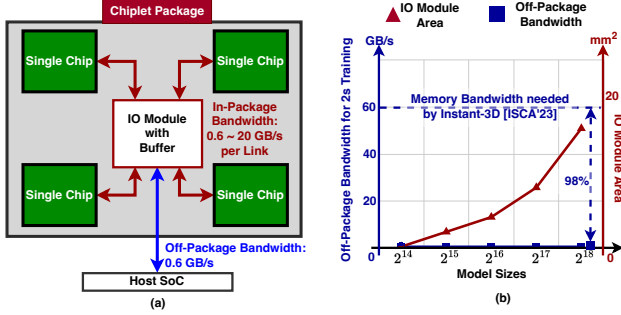 Chiplet Package
Single Chip
Single Chip
IO Module
with
Buffer
In-Package
Bandwidth:
0.6 ~ 20 GB/s
per Link
Single Chip
Single Chip
Off-Package Bandwidth:
0.6 GB/s
Host SoC
(a)
IO Module
Area
Off-Package
Bandwidth
GB/s
mm²
Off-Package Bandwidth for 2s Training
60
40
20
0
Memory Bandwidth needed
by Instant-3D [ISCA'23]
98%
20
IO Module Area
0
2^14
2^15
2^16
2^17
2^18
Model Sizes
(b)